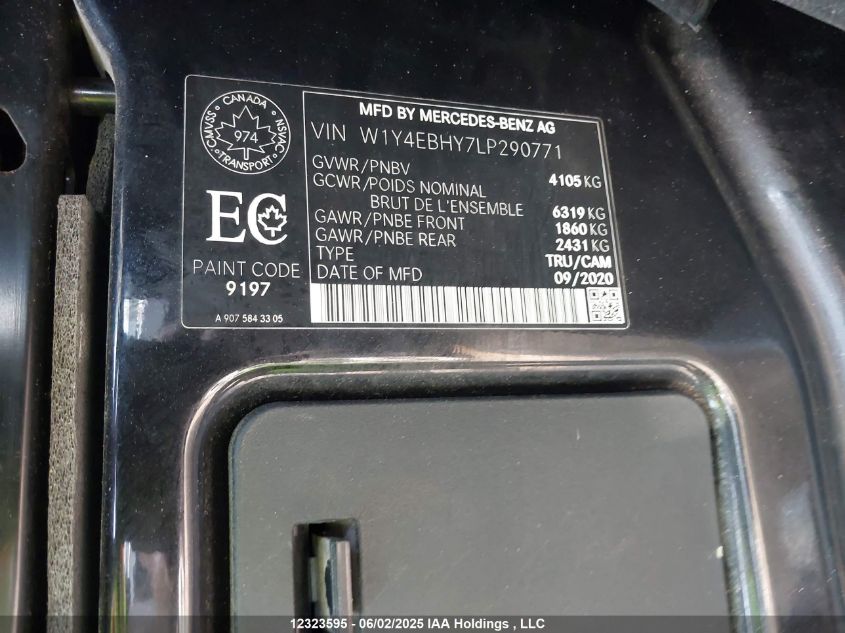 CANADA
CMVSS
NSVAC
974
TRANSPORT
EC
PAINT CODE
9197
A 907 584 33 05
MFD BY MERCEDES-BENZ AG
VIN W1Y4EBHY7LP290771
GVWR/PNBV 4105 KG
GCWR/POIDS NOMINAL
BRUT DE L'ENSEMBLE 6319 KG
GAWR/PNBE FRONT 1860 KG
GAWR/PNBE REAR 2431 KG
TYPE TRU/CAM
DATE OF MFD 09/2020
12323595 - 06/02/2025 IAA Holdings , LLC